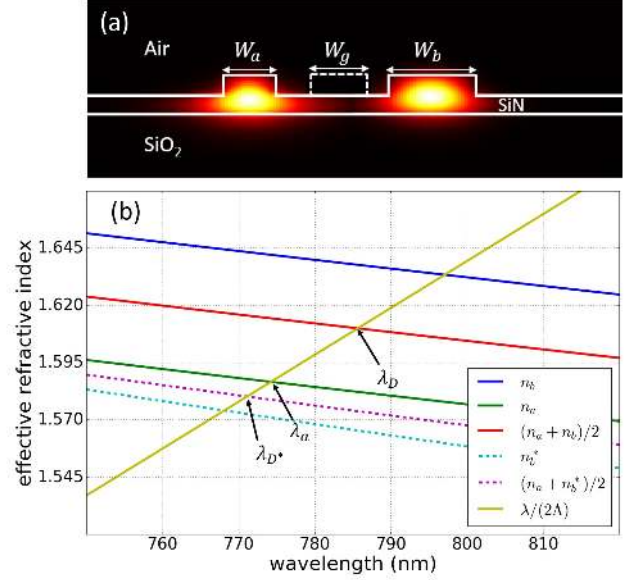 (a)
Air
W_a
W_g
W_b
SiN
SiO_2
(b)
effective refractive index
1.645
1.620
1.595
1.570
1.545
λ_D
λ_a
λ_{D*}
n_b
n_a
(n_a + n_b)/2
n_b^*
(n_a + n_b^*)/2
λ/(2Λ)
760
770
780
790
800
810
wavelength (nm)